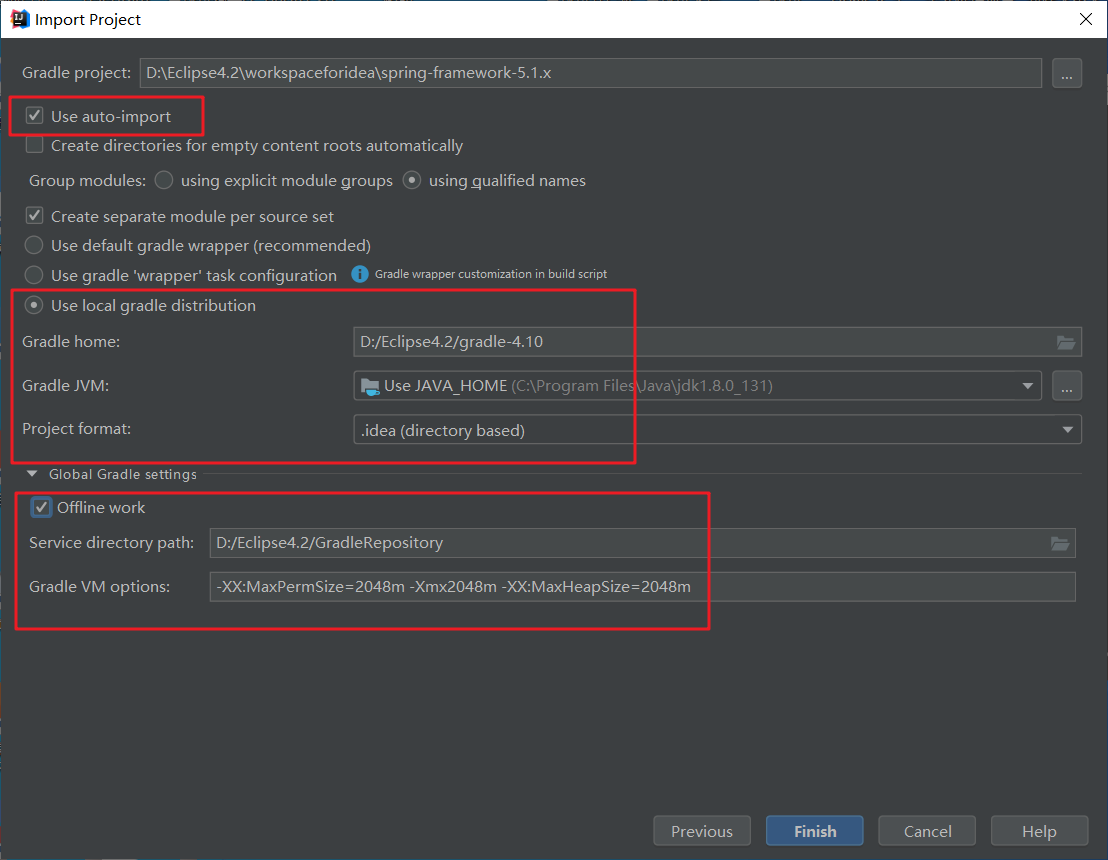 Import Project
Gradle project: D:\Eclipse4.2\workspaceforidea\spring-framework-5.1.x ...
Use auto-import
Create directories for empty content roots automatically
Group modules: using explicit module groups using qualified names
Create separate module per source set
Use default gradle wrapper (recommended)
Use gradle 'wrapper' task configuration Gradle wrapper customization in build script
Use local gradle distribution
Gradle home: D:/Eclipse4.2/gradle-4.10
Gradle JVM: Use JAVA_HOME (C:\Program Files\Java\jdk1.8.0_131) ...
Project format: .idea (directory based)
Global Gradle settings
Offline work
Service directory path: D:/Eclipse4.2/GradleRepository
Gradle VM options: -XX:MaxPermSize=2048m -Xmx2048m -XX:MaxHeapSize=2048m
Previous Finish Cancel Help